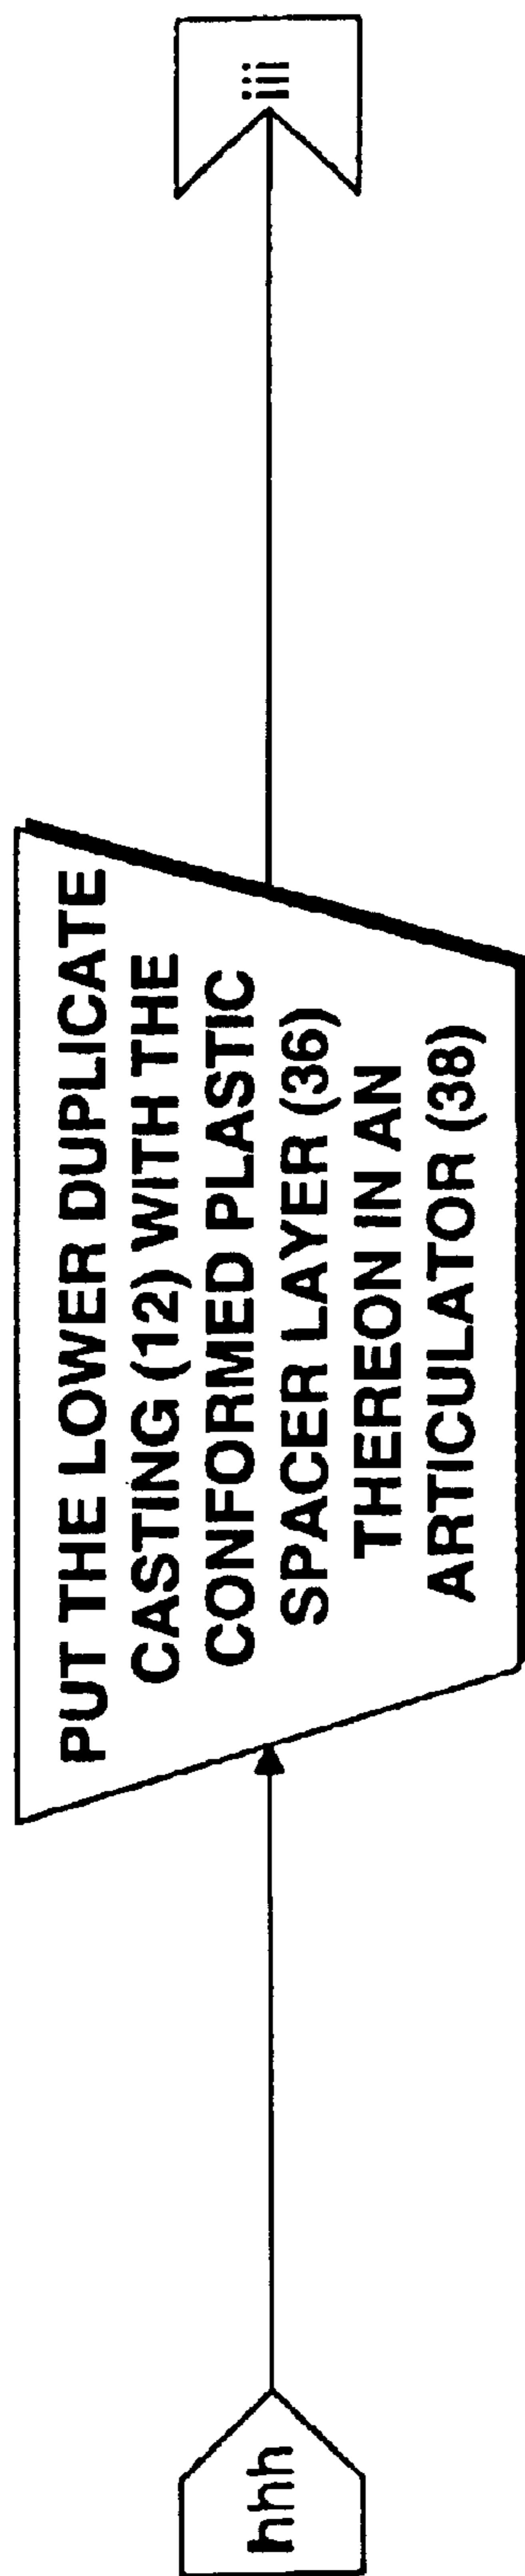 hhh
PUT THE LOWER DUPLICATE
CASTING (12) WITH THE
CONFORMED PLASTIC
SPACER LAYER (36)
THEREON IN AN
ARTICULATOR (38)
iii